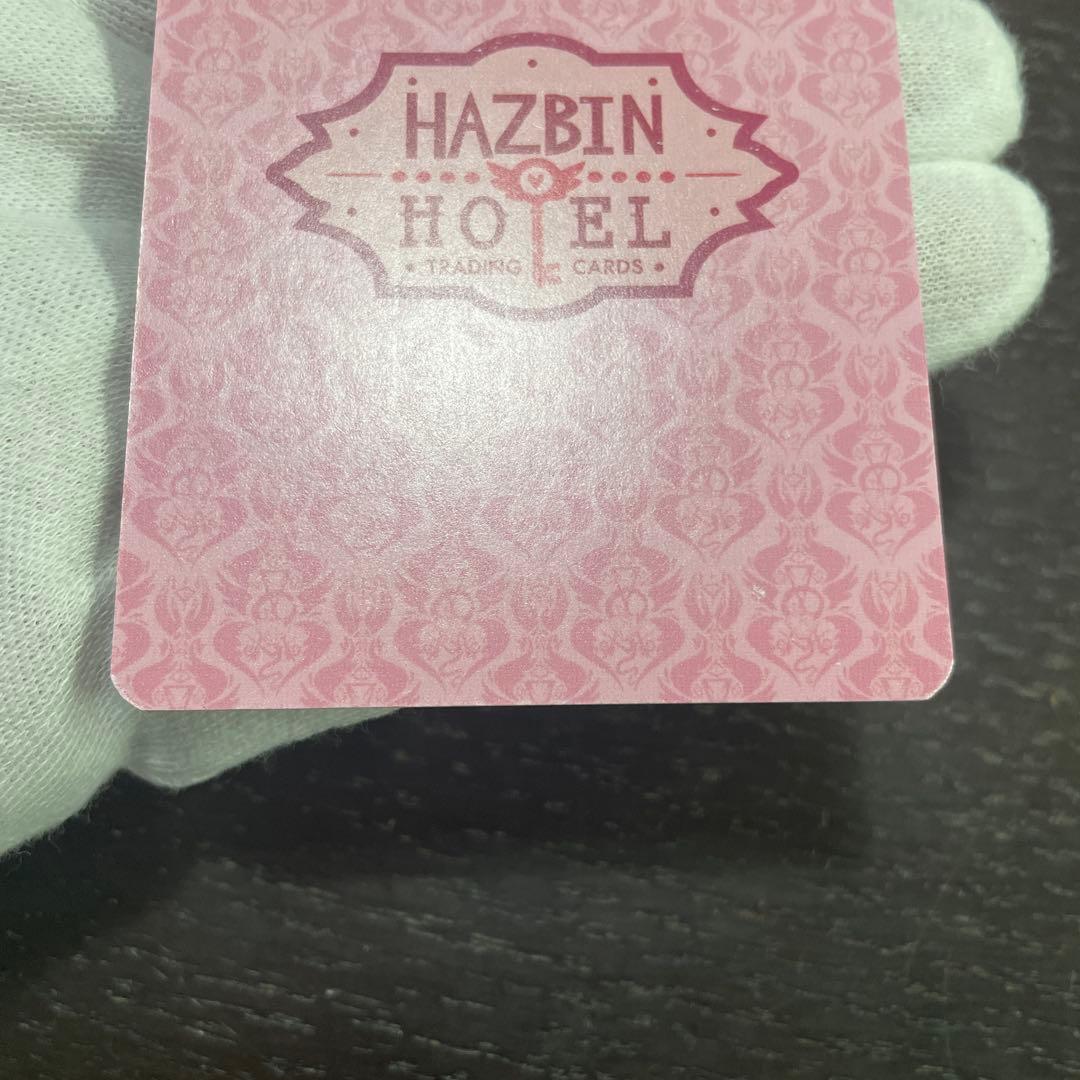 HAZBIN
HOTEL
• TRADING CARDS •